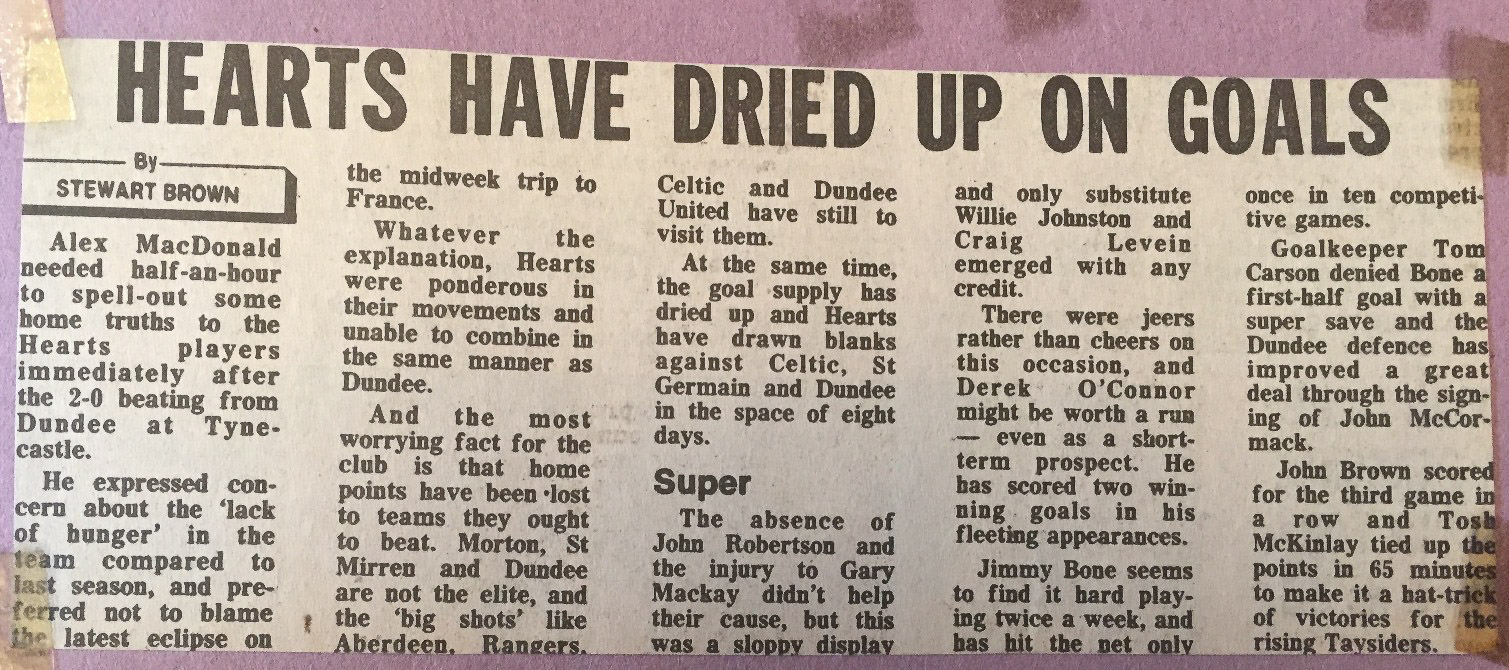 HEARTS HAVE DRIED UP ON GOALS
By
STEWART BROWN
Alex MacDonald
needed half-an-hour
to spell-out some
home truths to the
Hearts players
immediately after
the 2-0 beating from
Dundee at Tyne-
castle.
He expressed con-
cern about the 'lack
of hunger' in the
team compared to
last season, and pre-
ferred not to blame
the latest eclipse on
the midweek trip to
France.
Whatever the
explanation, Hearts
were ponderous in
their movements and
unable to combine in
the same manner as
Dundee.
And the most
worrying fact for the
club is that home
points have been lost
to teams they ought
to beat. Morton, St
Mirren and Dundee
are not the elite, and
the 'big shots' like
Aberdeen, Rangers,
Celtic and Dundee
United have still to
visit them.
At the same time,
the goal supply has
dried up and Hearts
have drawn blanks
against Celtic, St
Germain and Dundee
in the space of eight
days.
Super
The absence of
John Robertson and
the injury to Gary
Mackay didn't help
their cause, but this
was a sloppy display
and only substitute
Willie Johnston and
Craig Levein
emerged with any
credit.
There were jeers
rather than cheers on
this occasion, and
Derek O'Connor
might be worth a run
— even as a short-
term prospect. He
has scored two win-
ning goals in his
fleeting appearances.
Jimmy Bone seems
to find it hard play-
ing twice a week, and
has hit the net only
once in ten competi-
tive games.
Goalkeeper Tom
Carson denied Bone a
first-half goal with a
super save and the
Dundee defence has
improved a great
deal through the sign-
ing of John McCor-
mack.
John Brown scored
for the third game in
a row and Tosh
McKinlay tied up the
points in 65 minutes
to make it a hat-trick
of victories for the
rising Taysiders.